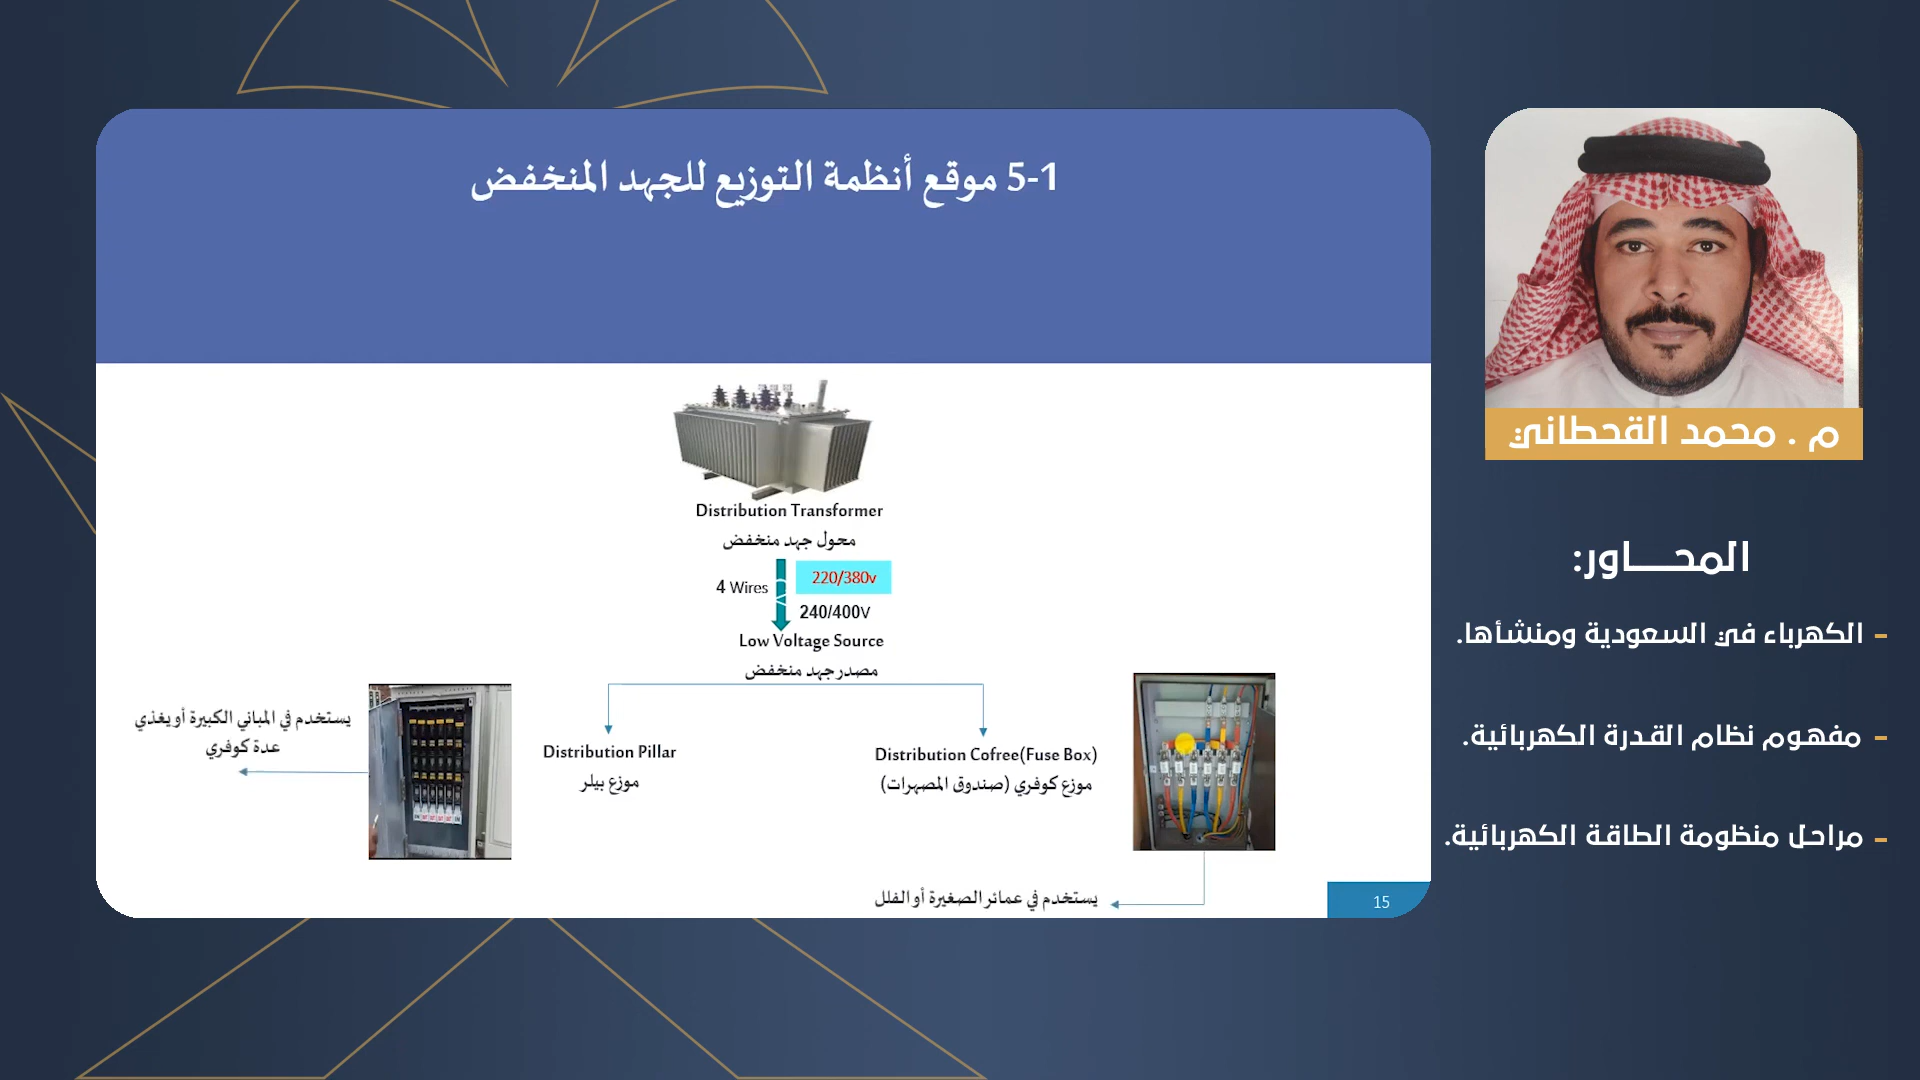 5-1 موقع أنظمة التوزيع للجهد المنخفض
Distribution Transformer
محول جهد منخفض
4 Wires
220/380v
240/400V
Low Voltage Source
مصدر جهد منخفض
Distribution Cofree(Fuse Box)
موزع كوفري (صندوق المصهرات)
يستخدم في عمائر الصغيرة أو الفلل
Distribution Pillar
موزع بيلر
يستخدم في المباني الكبيرة أو يغذي
عدة كوفري
15
م . محمد القحطاني
المحـــــاور:
- الكهرباء في السعودية ومنشأها.
- مفهوم نظام القدرة الكهربائية.
- مراحل منظومة الطاقة الكهربائية.